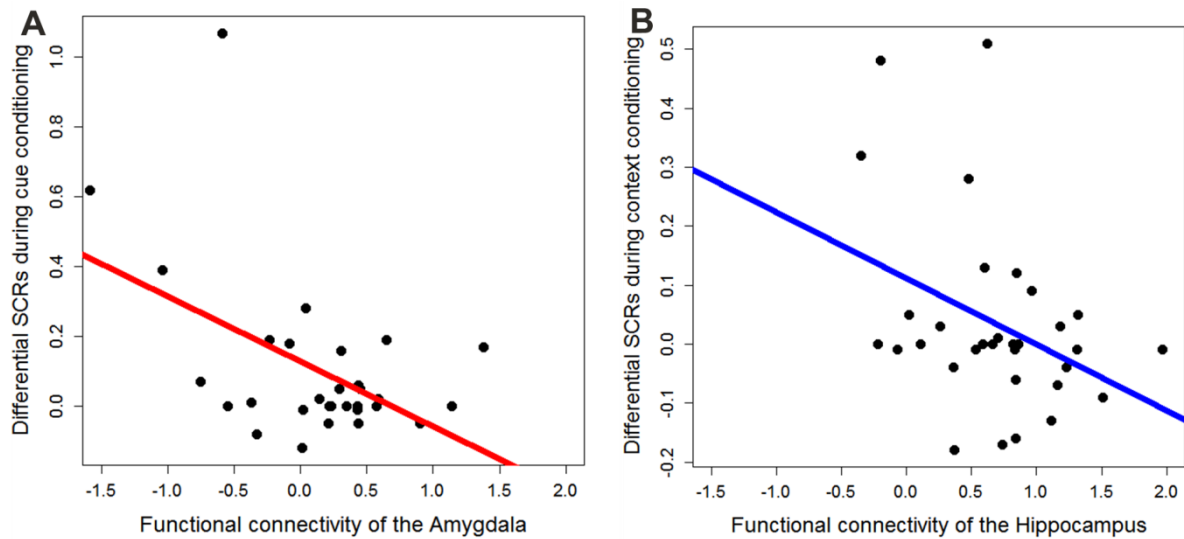 A
Differential SCRs during cue conditioning
1.0
0.8
0.6
0.4
0.2
0.0
-1.5 -1.0 -0.5 0.0 0.5 1.0 1.5 2.0
Functional connectivity of the Amygdala
B
Differential SCRs during context conditioning
0.5
0.4
0.3
0.2
0.1
0.0
-0.1
-0.2
-1.5 -1.0 -0.5 0.0 0.5 1.0 1.5 2.0
Functional connectivity of the Hippocampus